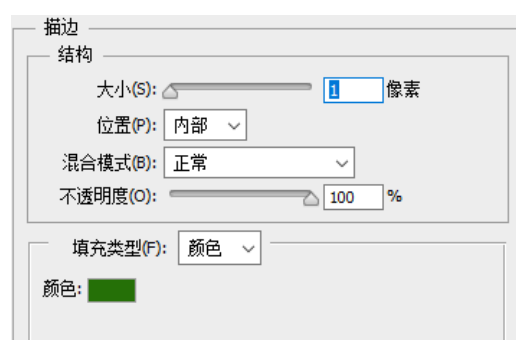 描边
结构
大小(S): 1 像素
位置(P): 内部
混合模式(B): 正常
不透明度(O): 100 %
填充类型(F): 颜色
颜色: